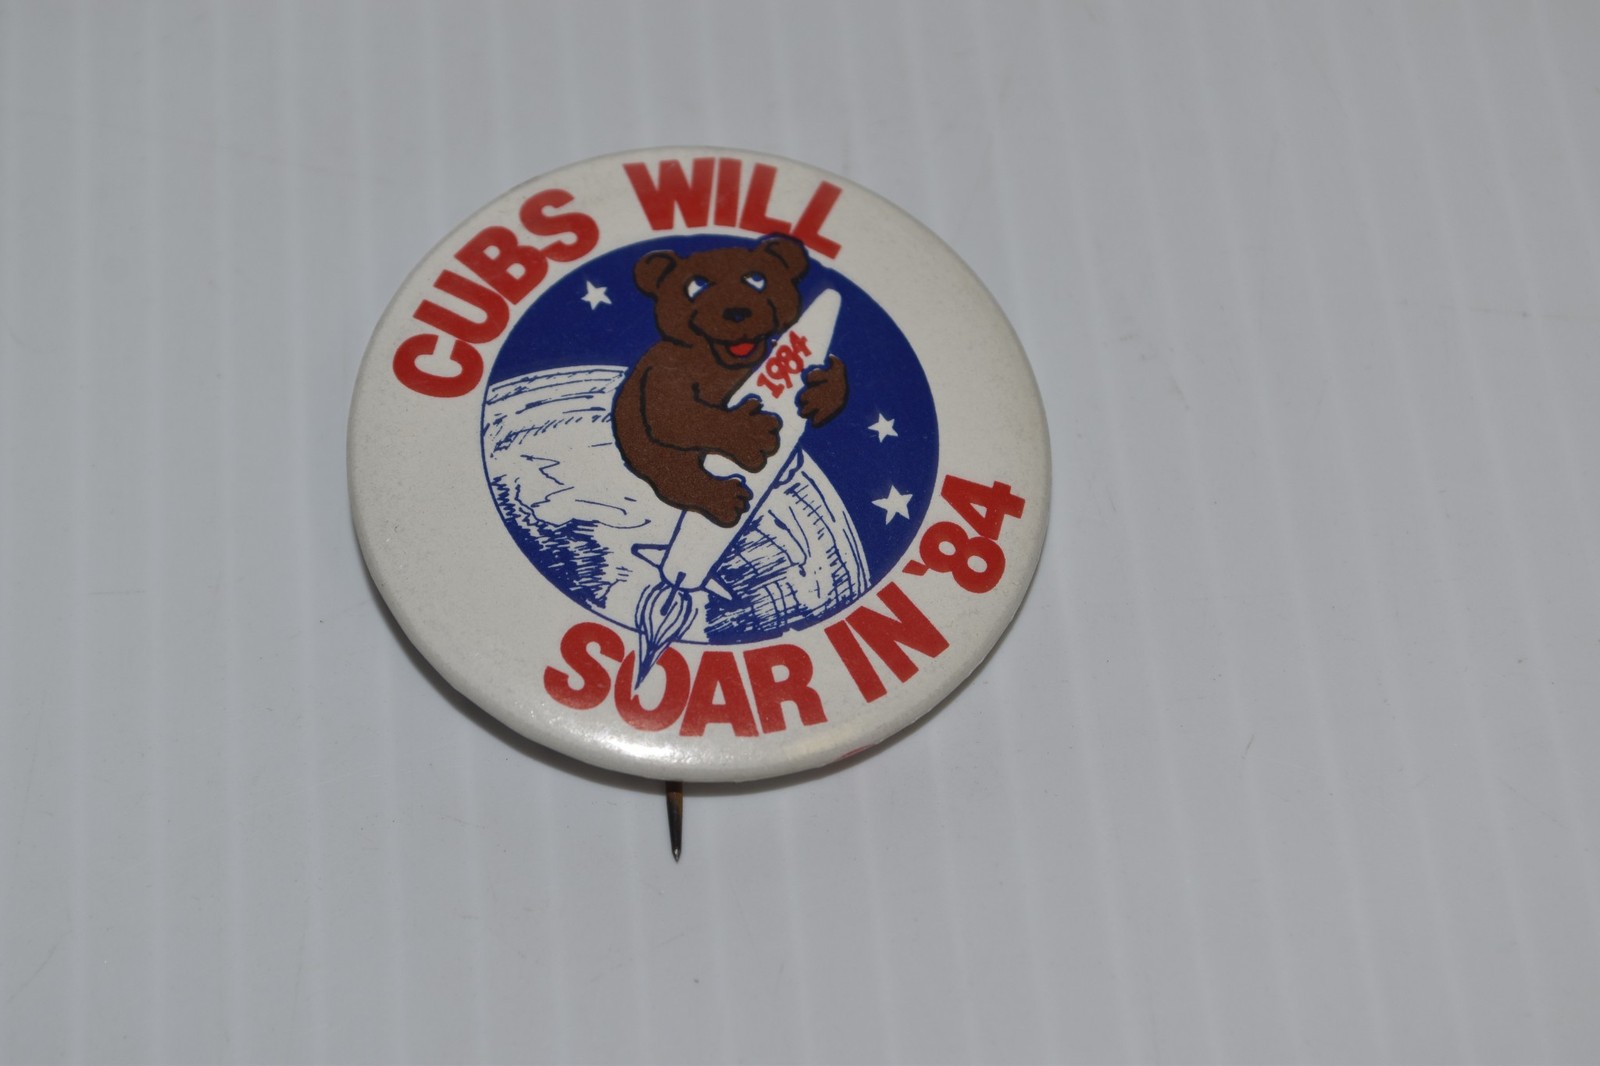 CUBS WILL
1984
SOAR IN '84